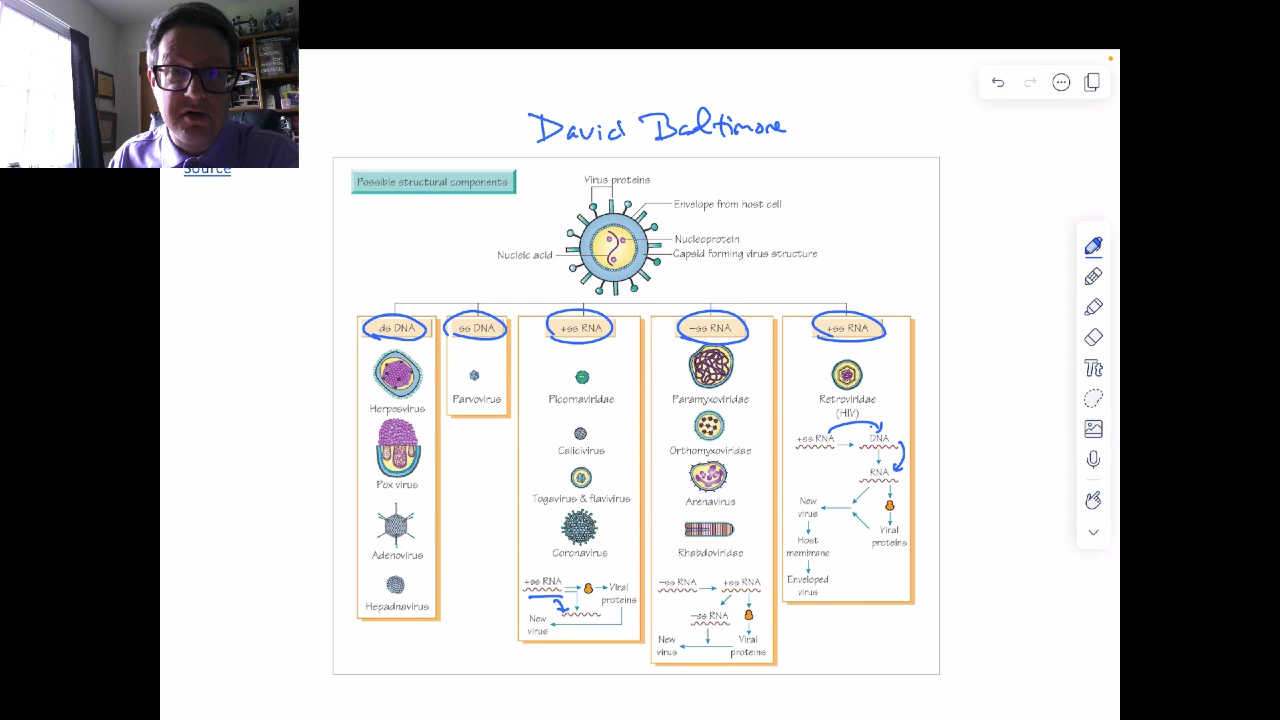 David Baltimore
Source
Possible structural components
Virus proteins
Envelope from host cell
Nucleoprotein
Nucleic acid
Capsid forming virus structure
ds DNA
ss DNA
+ss RNA
−ss RNA
+ss RNA
Herpesvirus
Pox virus
Adenovirus
Hepadnavirus
Parvovirus
Picornaviridae
Calicivirus
Togavirus & flavivirus
Coronavirus
+ss RNA
Viral
proteins
New
virus
Paramyxoviridae
Orthomyxoviridae
Arenavirus
Rhabdoviridae
−ss RNA
+ss RNA
−ss RNA
New
virus
Viral
proteins
Retroviridae
(HIV)
+ss RNA
DNA
RNA
New
virus
Viral
proteins
Host
membrane
Enveloped
virus
Tt